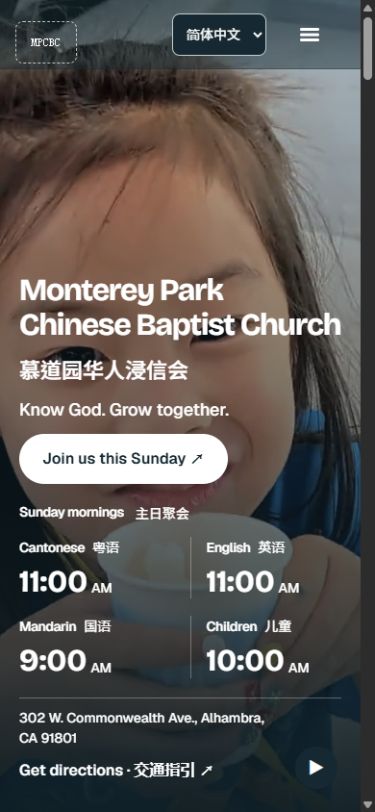 MPCBC
简体中文
Monterey Park
Chinese Baptist Church
慕道园华人浸信会
Know God. Grow together.
Join us this Sunday ↗
Sunday mornings 主日聚会
Cantonese 粤语
11:00 AM
English 英语
11:00 AM
Mandarin 国语
9:00 AM
Children 儿童
10:00 AM
302 W. Commonwealth Ave., Alhambra,
CA 91801
Get directions · 交通指引 ↗